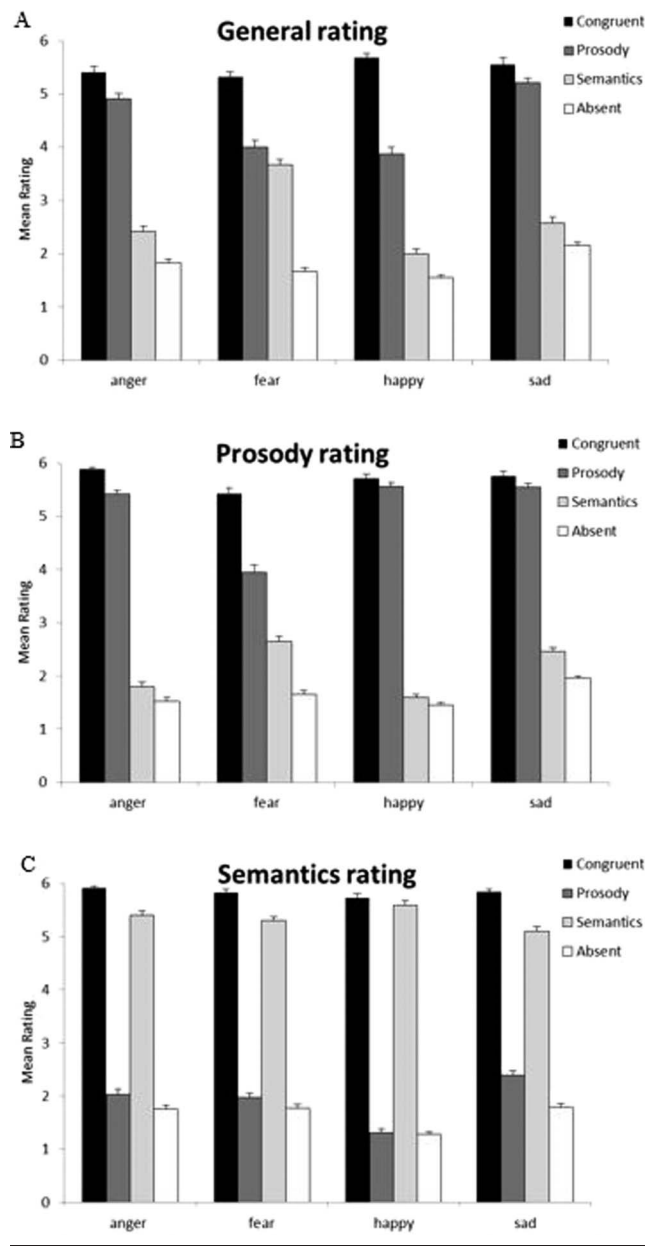 A
General rating
Congruent
Prosody
Semantics
Absent
Mean Rating
6
5
4
3
2
1
0
anger fear happy sad
B
Prosody rating
Congruent
Prosody
Semantics
Absent
Mean Rating
6
5
4
3
2
1
0
anger fear happy sad
C
Semantics rating
Congruent
Prosody
Semantics
Absent
Mean Rating
6
5
4
3
2
1
0
anger fear happy sad